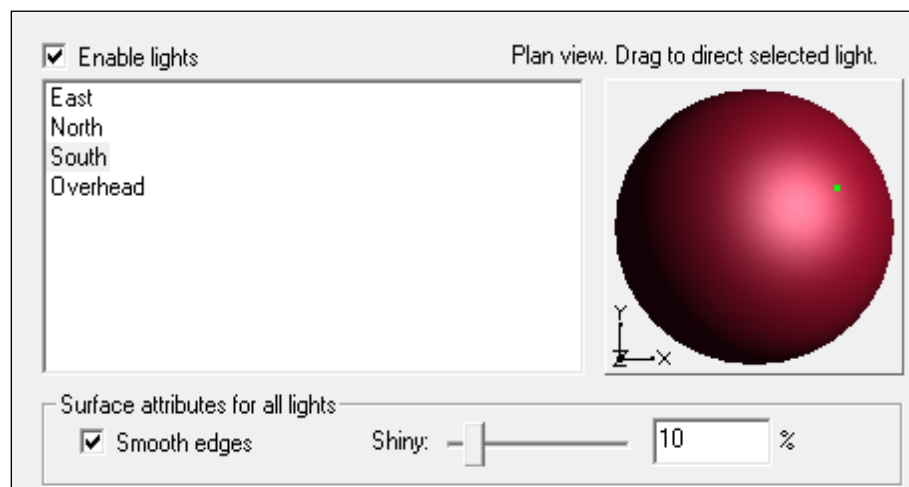 Enable lights
Plan view. Drag to direct selected light.
East
North
South
Overhead
Y
Z X
Surface attributes for all lights
Smooth edges
Shiny:
10 %